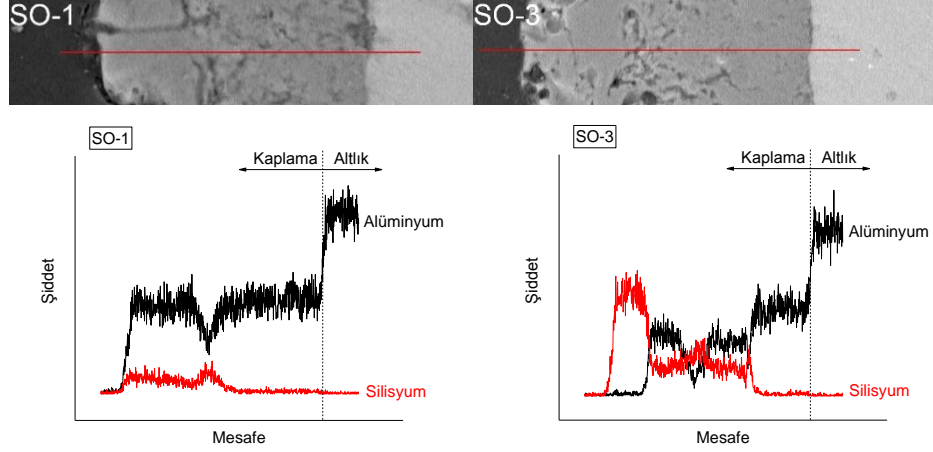 SO-1
SO-3
SO-1
Kaplama
Altlık
Alüminyum
Silisyum
Şiddet
Mesafe
SO-3
Kaplama
Altlık
Alüminyum
Silisyum
Şiddet
Mesafe